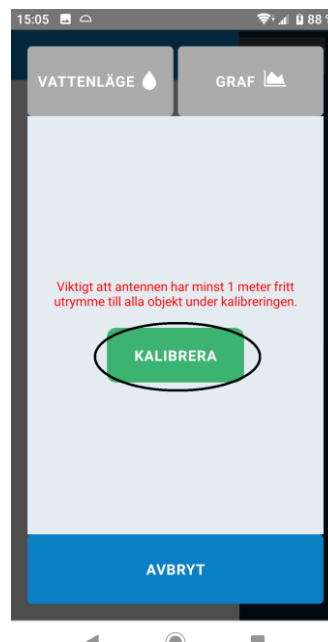 15:05 88 %
VATTENLÄGE GRAF
Viktigt att antennen har minst 1 meter fritt
utrymme till alla objekt under kalibreringen.
KALIBRERA
AVBRYT